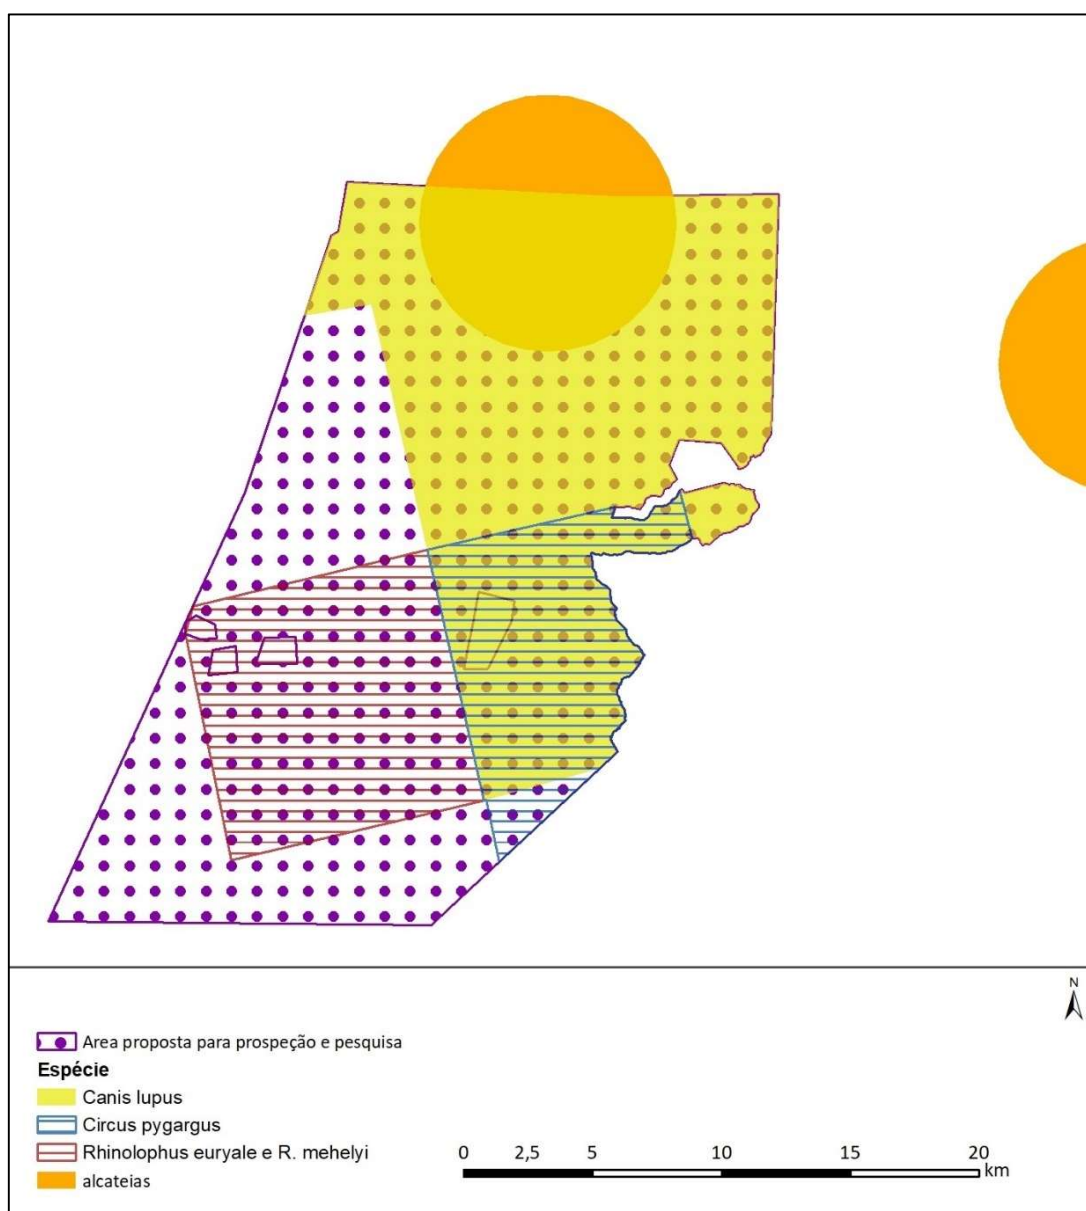 N
Area proposta para prospeção e pesquisa
Espécie
Canis lupus
Circus pygargus
Rhinolophus euryale e R. mehelyi
alcateias
0 2,5 5 10 15 20
km